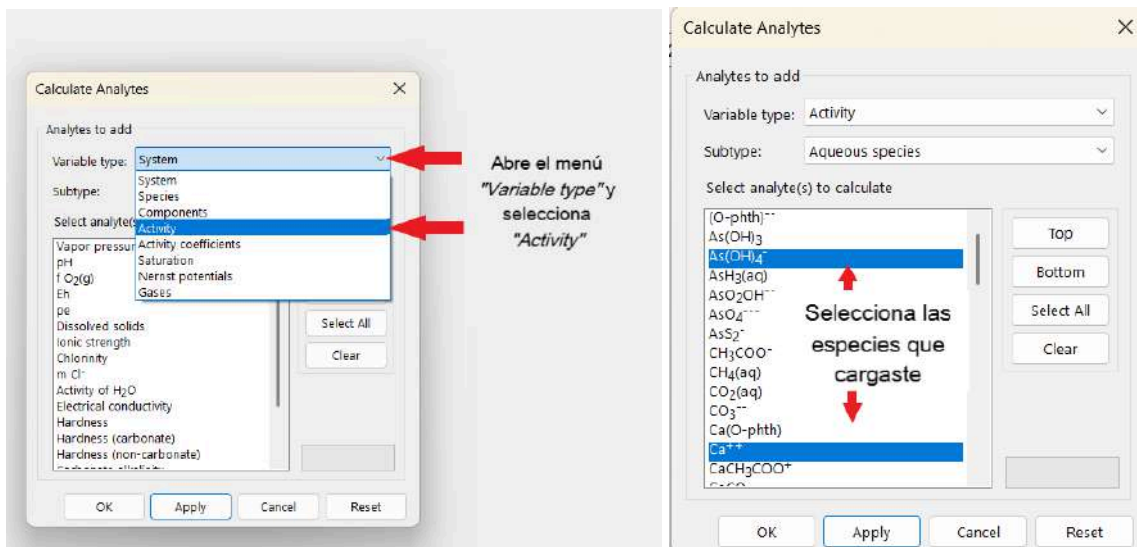 Calculate Analytes
Analytes to add
Variable type: System
System
Subtype:
Species
Components
Select analyte(s
Activity
Vapor pressur
Activity coefficients
Saturation
pH
Nernst potentials
f O2(g)
Gases
Eh
pe
Dissolved solids
Select All
Ionic strength
Chlorinity
Clear
m Cl-
Activity of H2O
Electrical conductivity
Hardness
Hardness (carbonate)
Hardness (non-carbonate)
OK Apply Cancel Reset
Abre el menú
"Variable type" y
selecciona
"Activity"
Calculate Analytes
Analytes to add
Variable type: Activity
Subtype: Aqueous species
Select analyte(s) to calculate
(O-phth)--
As(OH)3
Top
As(OH)4-
AsH3(aq)
Bottom
AsO2OH--
AsO4---
Select All
AsS2-
CH3COO-
Clear
CH4(aq)
CO2(aq)
CO3--
Ca(O-phth)
Ca++
CaCH3COO+
Selecciona las
especies que
cargaste
OK Apply Cancel Reset